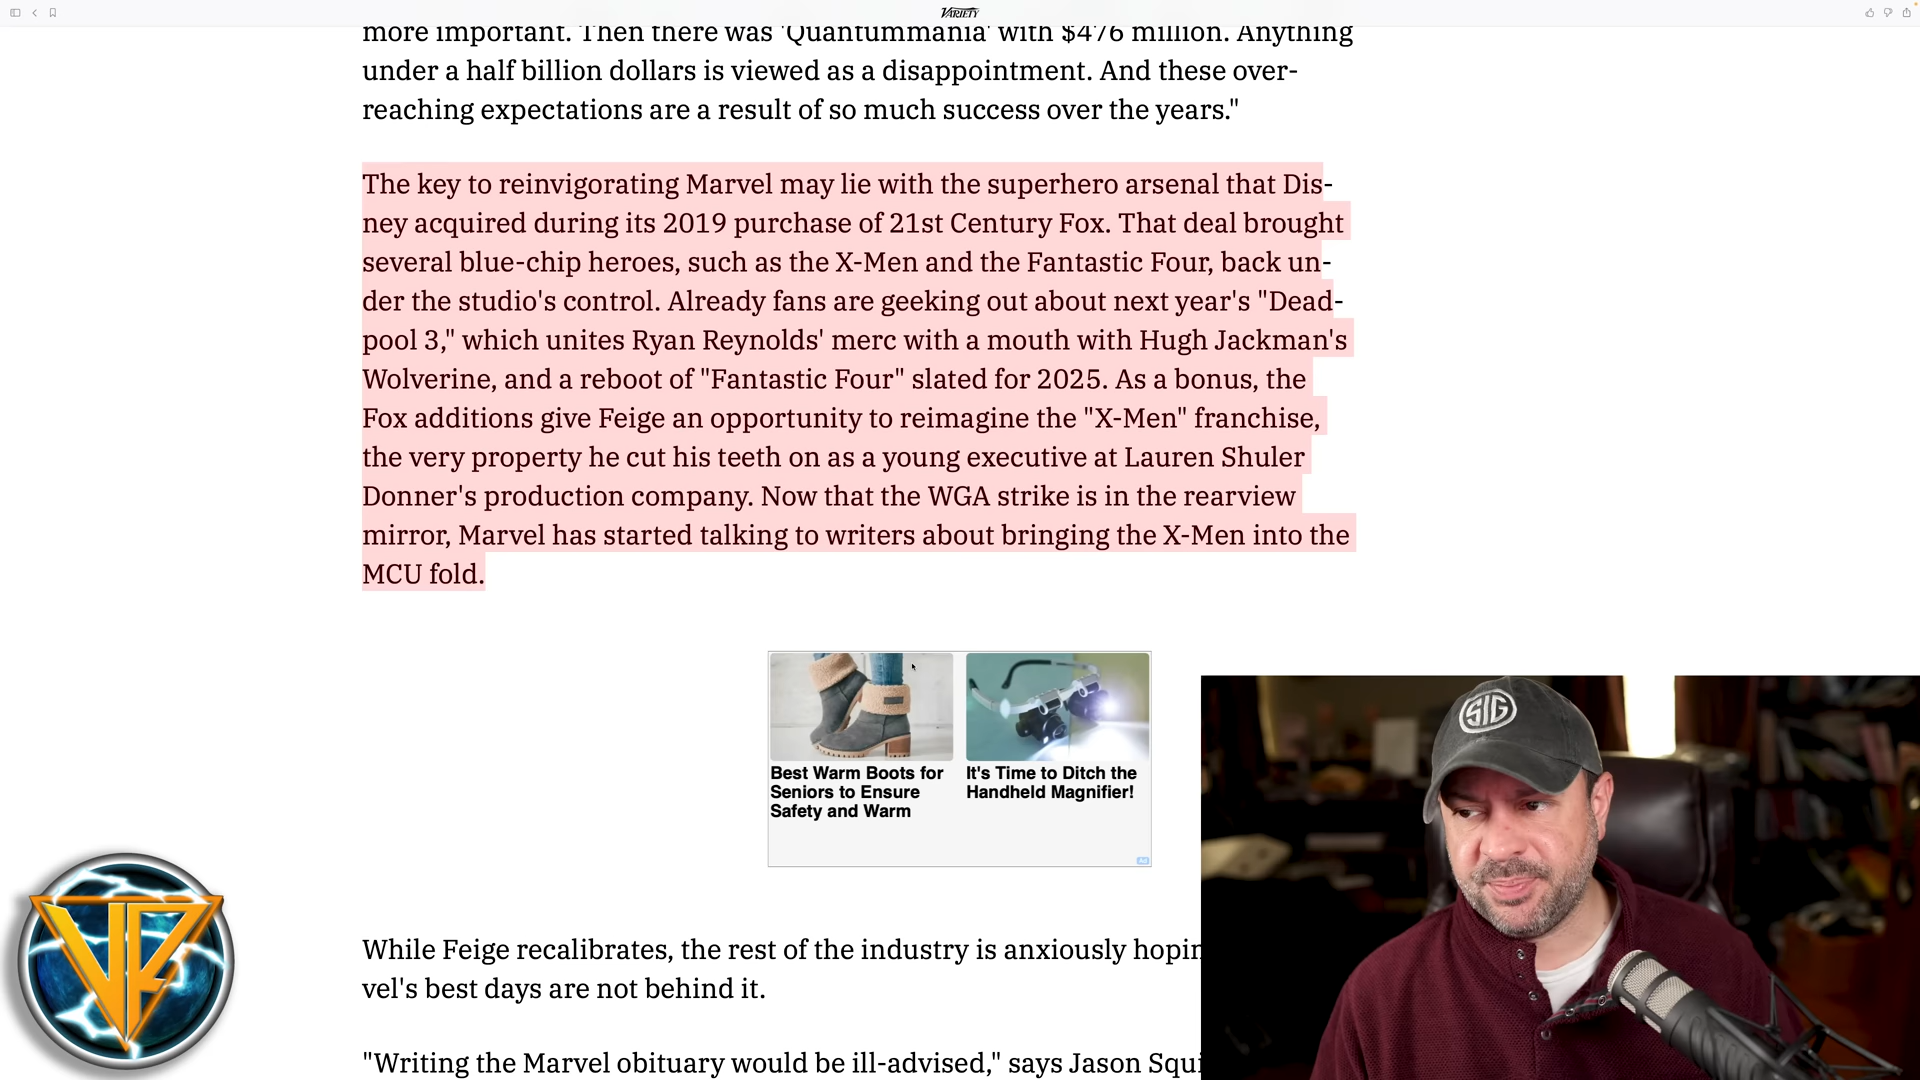 VARIETY
more important. Then there was 'Quantummania' with $476 million. Anything
under a half billion dollars is viewed as a disappointment. And these over-
reaching expectations are a result of so much success over the years."
The key to reinvigorating Marvel may lie with the superhero arsenal that Dis-
ney acquired during its 2019 purchase of 21st Century Fox. That deal brought
several blue-chip heroes, such as the X-Men and the Fantastic Four, back un-
der the studio's control. Already fans are geeking out about next year's "Dead-
pool 3," which unites Ryan Reynolds' merc with a mouth with Hugh Jackman's
Wolverine, and a reboot of "Fantastic Four" slated for 2025. As a bonus, the
Fox additions give Feige an opportunity to reimagine the "X-Men" franchise,
the very property he cut his teeth on as a young executive at Lauren Shuler
Donner's production company. Now that the WGA strike is in the rearview
mirror, Marvel has started talking to writers about bringing the X-Men into the
MCU fold.
Best Warm Boots for
Seniors to Ensure
Safety and Warm
It's Time to Ditch the
Handheld Magnifier!
Ad
SIG
While Feige recalibrates, the rest of the industry is anxiously
vel's best days are not behind it.
"Writing the Marvel obituary would be ill-advised," says Jason